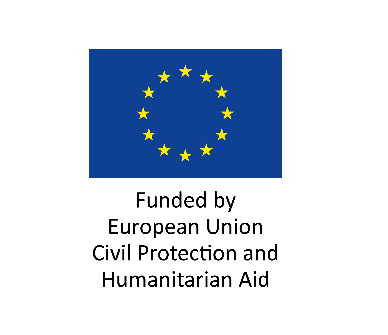 Funded by
European Union
Civil Protection and
Humanitarian Aid